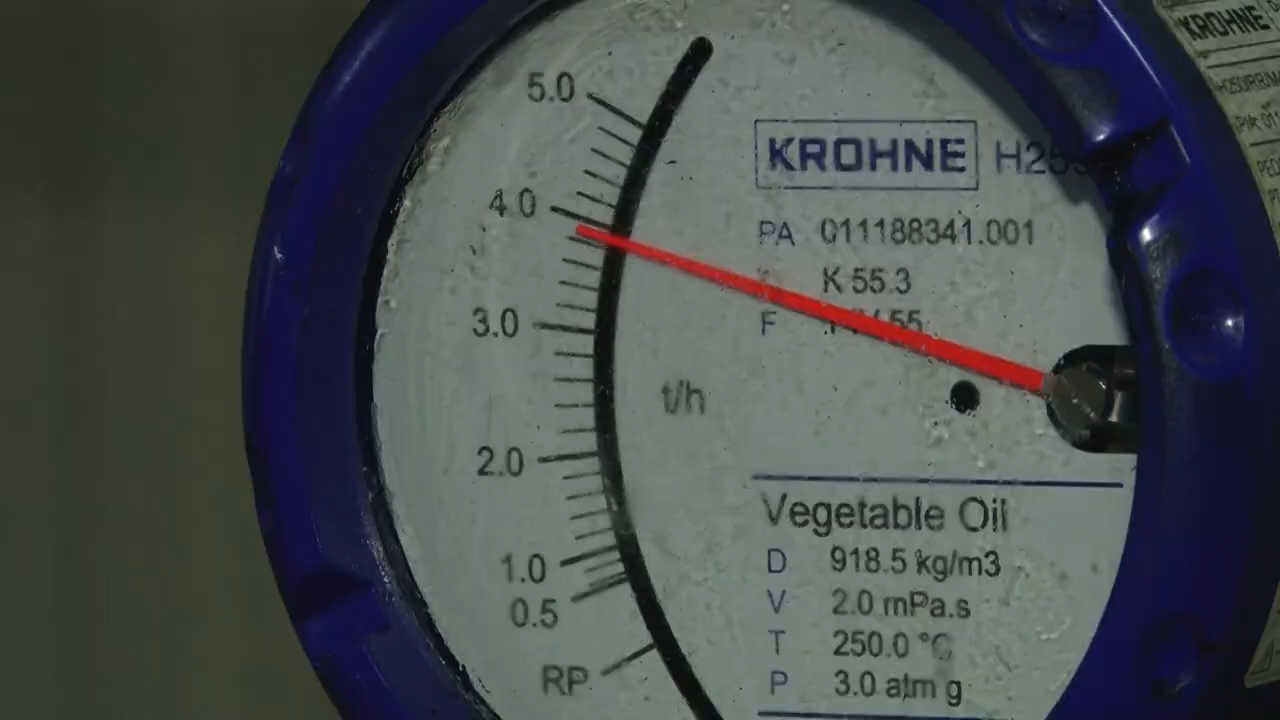 5.0
4.0
3.0
2.0
1.0
0.5
RP
t/h
KROHNE
PA 011188341.001
K 55.3
F
Vegetable Oil
D 918.5 kg/m3
V 2.0 mPa.s
T 250.0 °C
P 3.0 atm g
KROHNE